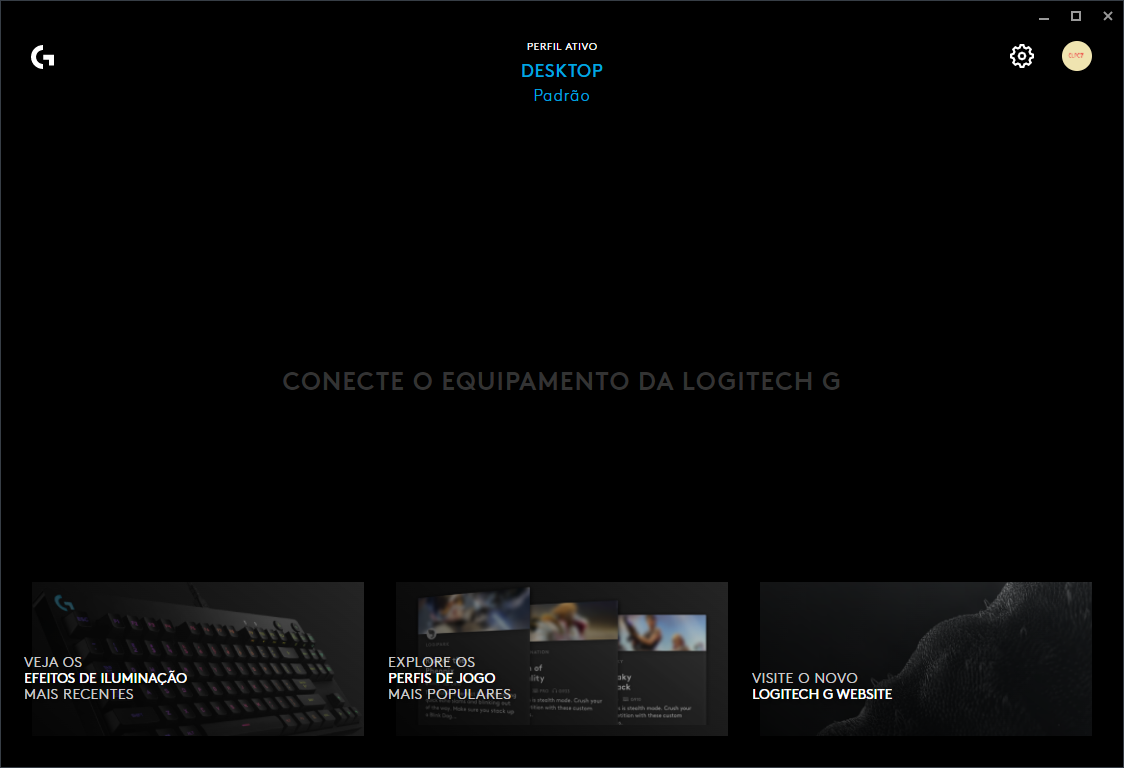 PERFIL ATIVO
DESKTOP
Padrão
CONECTE O EQUIPAMENTO DA LOGITECH G
VEJA OS
EFEITOS DE ILUMINAÇÃO
MAIS RECENTES
EXPLORE OS
PERFIS DE JOGO
MAIS POPULARES
VISITE O NOVO
LOGITECH G WEBSITE